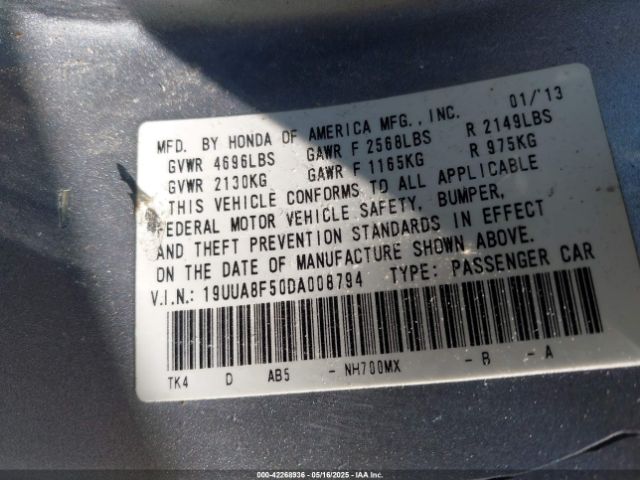 MFD. BY HONDA OF AMERICA MFG., INC. 01/'13
GVWR 4696LBS GAWR F 2568LBS R 2149LBS
GVWR 2130KG GAWR F 1165KG R 975KG
THIS VEHICLE CONFORMS TO ALL APPLICABLE
FEDERAL MOTOR VEHICLE SAFETY, BUMPER,
AND THEFT PREVENTION STANDARDS IN EFFECT
ON THE DATE OF MANUFACTURE SHOWN ABOVE.
V.I.N.: 19UUA8F50DA008794 TYPE: PASSENGER CAR
TK4 D AB5 - NH700MX - B - A
000-42268936 - 05/16/2025 - IAA Inc.